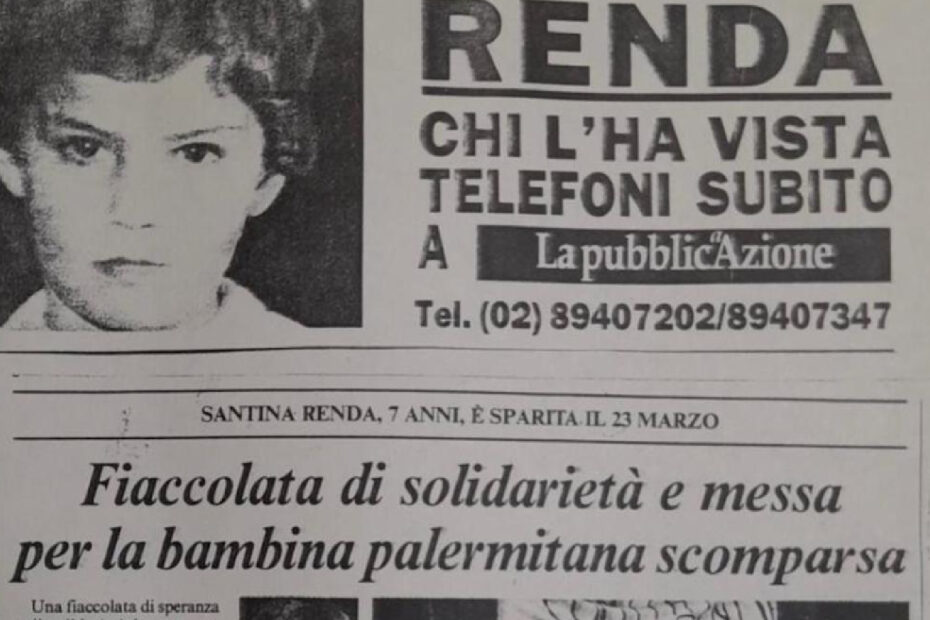 RENDA
CHI L'HA VISTA
TELEFONI SUBITO
A LapubblicaAzione
Tel. (02) 89407202/89407347
SANTINA RENDA, 7 ANNI, È SPARITA IL 23 MARZO
Fiaccolata di solidarietà e messa
per la bambina palermitana scomparsa
Una fiaccolata di speranza